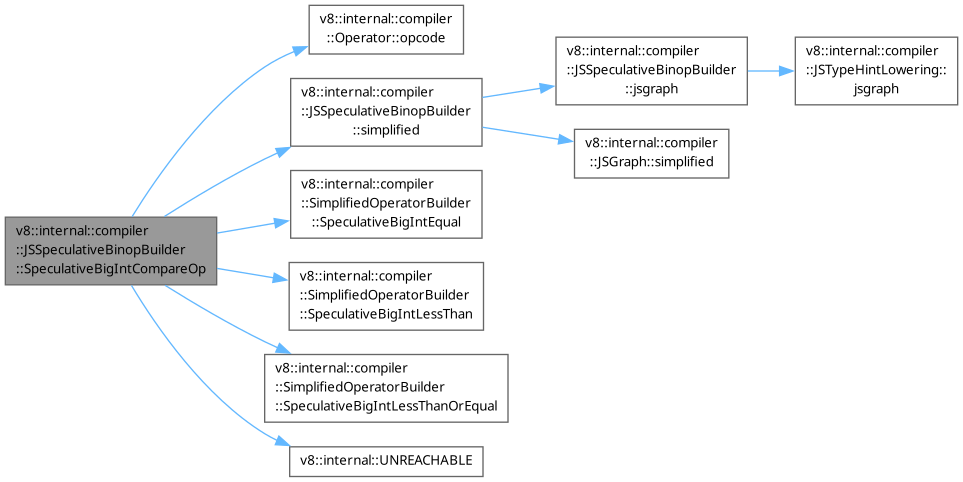 v8::internal::compiler
::JSSpeculativeBinopBuilder
::SpeculativeBigIntCompareOp
v8::internal::compiler
::Operator::opcode
v8::internal::compiler
::JSSpeculativeBinopBuilder
::simplified
v8::internal::compiler
::JSSpeculativeBinopBuilder
::jsgraph
v8::internal::compiler
::JSTypeHintLowering::
jsgraph
v8::internal::compiler
::JSGraph::simplified
v8::internal::compiler
::SimplifiedOperatorBuilder
::SpeculativeBigIntEqual
v8::internal::compiler
::SimplifiedOperatorBuilder
::SpeculativeBigIntLessThan
v8::internal::compiler
::SimplifiedOperatorBuilder
::SpeculativeBigIntLessThanOrEqual
v8::internal::UNREACHABLE